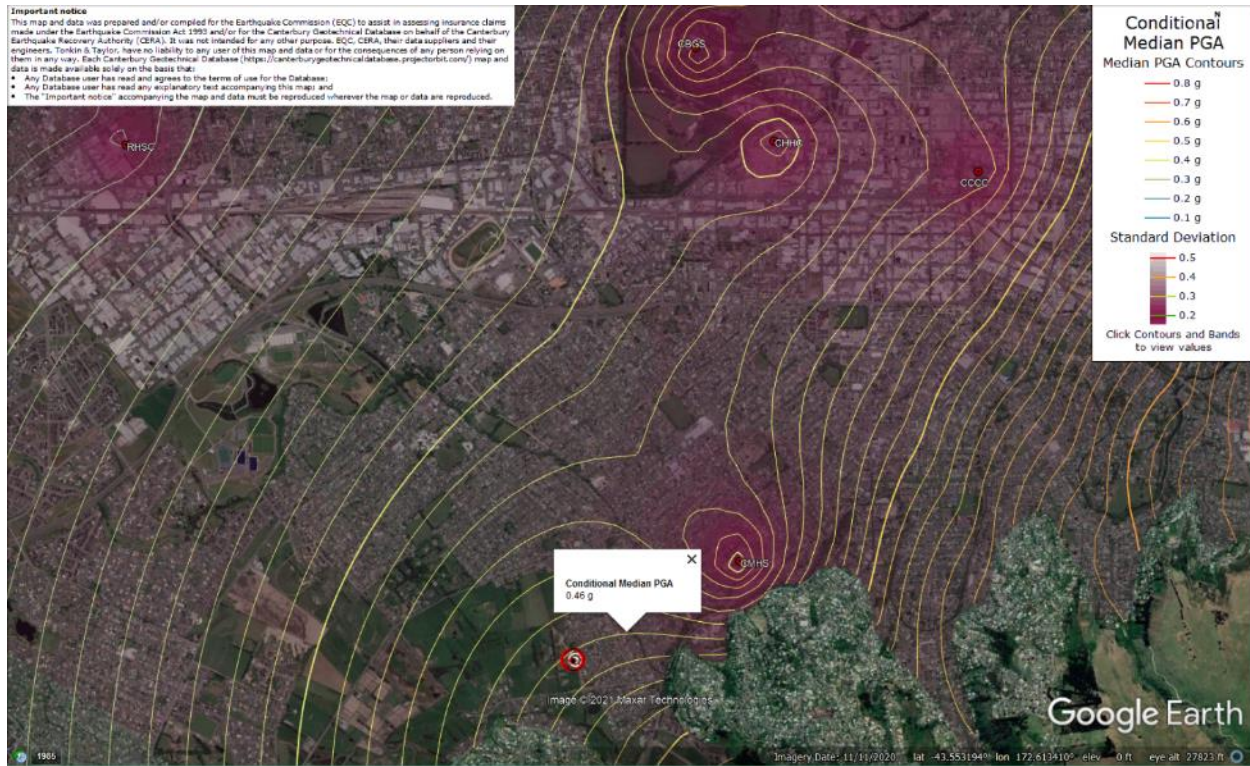 Important notice
This map and data was prepared and/or compiled for the Earthquake Commission (EQC) to assist in assessing insurance claims
made under the Earthquake Commission Act 1993 and/or for the Canterbury Geotechnical Database on behalf of the Canterbury
Earthquake Recovery Authority (CERA). It was not intended for any other purpose. EQC, CERA, their data suppliers and their
engineers, Tonkin & Taylor, have no liability to any user of this map and data or for the consequences of any person relying on
them in any way. Each Canterbury Geotechnical Database (https://canterburygeotechnicaldatabase.projectorbit.com/) map and
data is made available solely on the basis that:
• Any Database user has read and agrees to the terms of use for the Database;
• Any Database user has read any explanatory text accompanying this map; and
• The "Important notice" accompanying the map and data must be reproduced wherever the map or data are reproduced.
N
Conditional
Median PGA
Median PGA Contours
0.8 g
0.7 g
0.6 g
0.5 g
0.4 g
0.3 g
0.2 g
0.1 g
Standard Deviation
0.5
0.4
0.3
0.2
Click Contours and Bands
to view values
CBGS
RHSC
CHHC
CCCC
CMHS
Conditional Median PGA
0.46 g
Image © 2021 Maxar Technologies
Google Earth
1985
Imagery Date: 11/11/2020 lat -43.553194° lon 172.613410° elev 0 ft eye alt 27823 ft